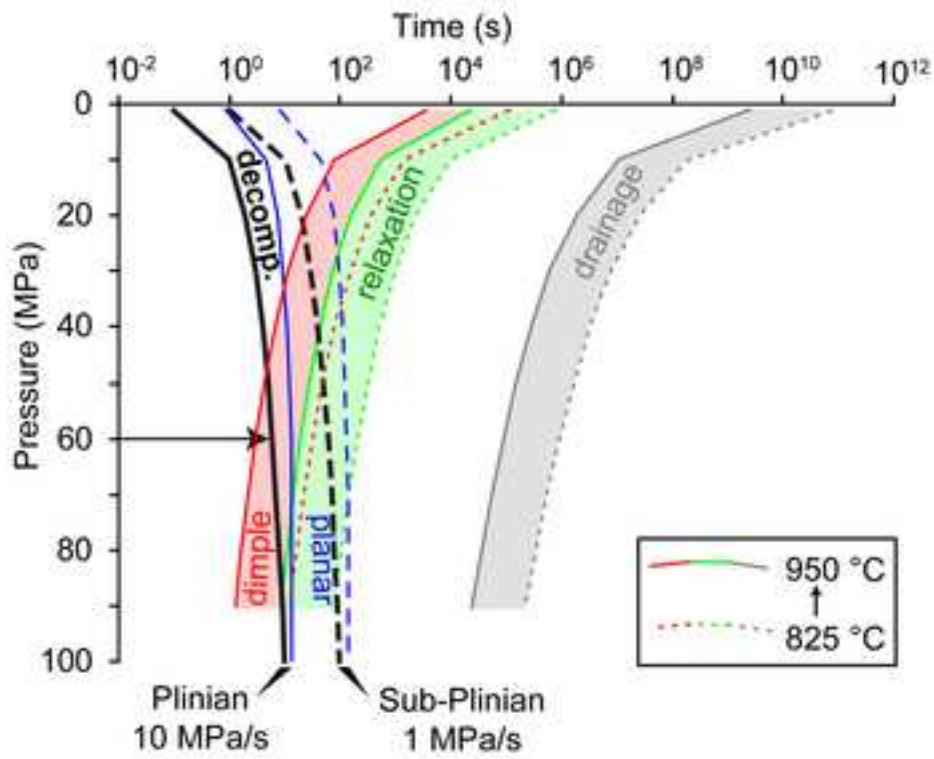 Time (s)
10⁻² 10⁰ 10² 10⁴ 10⁶ 10⁸ 10¹⁰ 10¹²
Pressure (MPa)
0
20
40
60
80
100
decomp.
relaxation
drainage
dimple
planar
950 °C
825 °C
Plinian
10 MPa/s
Sub-Plinian
1 MPa/s